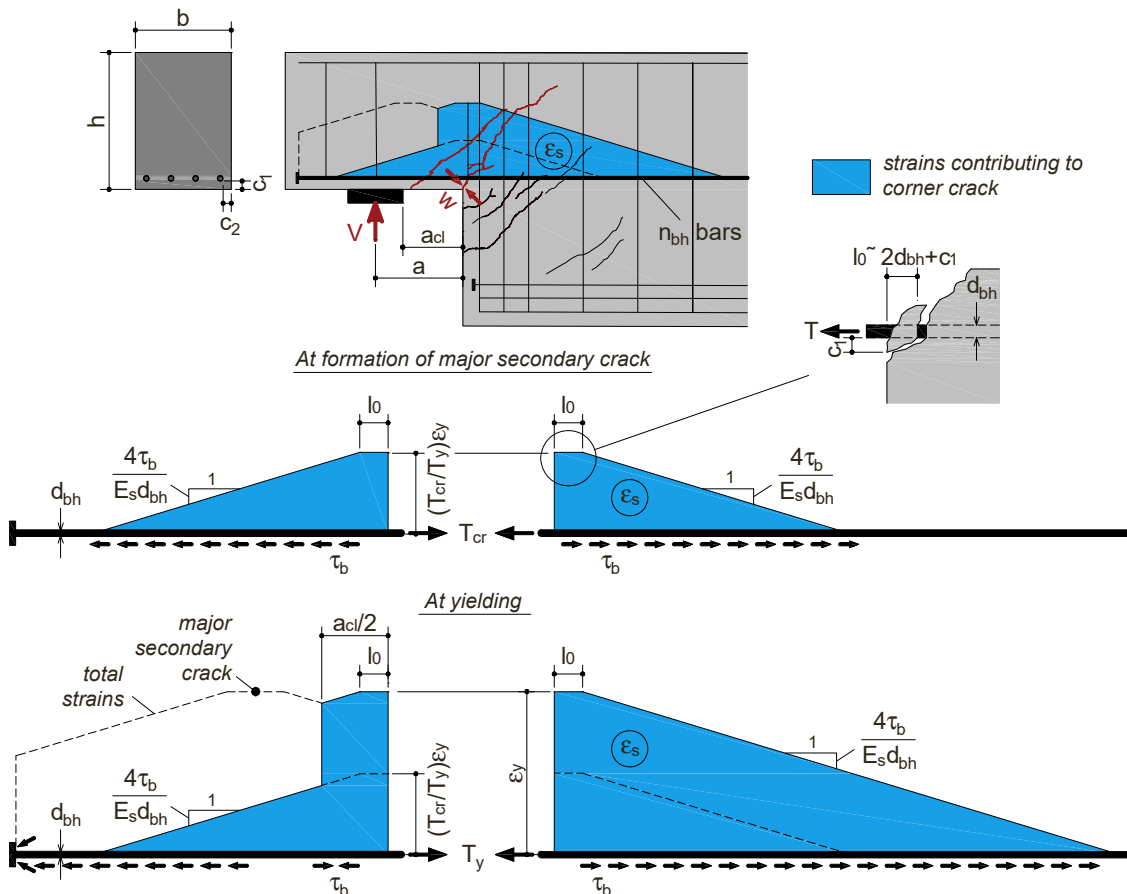 b
h
c1
c2
εs
w
V
acl
a
nbh bars
strains contributing to
corner crack
l0~ 2dbh+c1
dbh
T
c1
At formation of major secondary crack
l0
l0
4τb
Esdbh
1
(Tcr/Ty)εy
εs
1
4τb
Esdbh
dbh
Tcr
τb
τb
At yielding
major
secondary
crack
total
strains
acl/2
l0
l0
4τb
Esdbh
1
(Tcr/Ty)εy
εy
εs
1
4τb
Esdbh
dbh
Ty
τb
τb